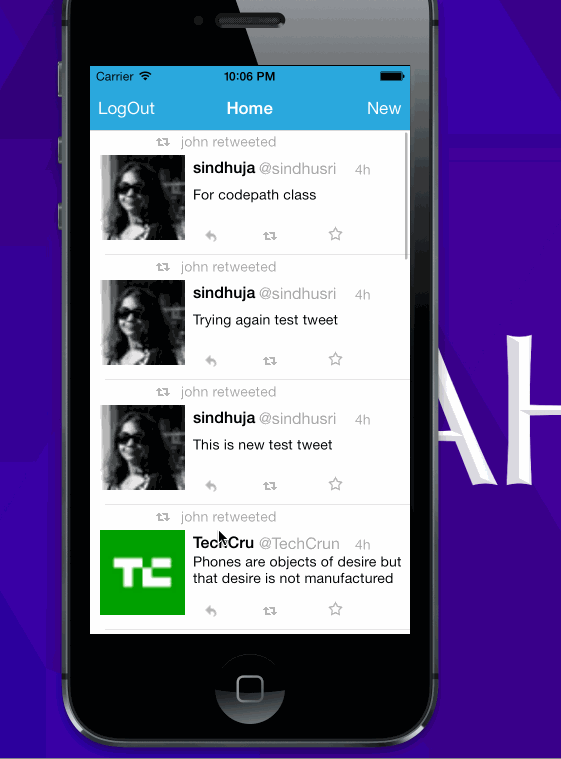 Carrier 10:06 PM
LogOut Home New
john retweeted
sindhuja @sindhusri 4h
For codepath class
john retweeted
sindhuja @sindhusri 4h
Trying again test tweet
john retweeted
sindhuja @sindhusri 4h
This is new test tweet
john retweeted
TechCru @TechCrun 4h
Phones are objects of desire but
that desire is not manufactured
TC
AH